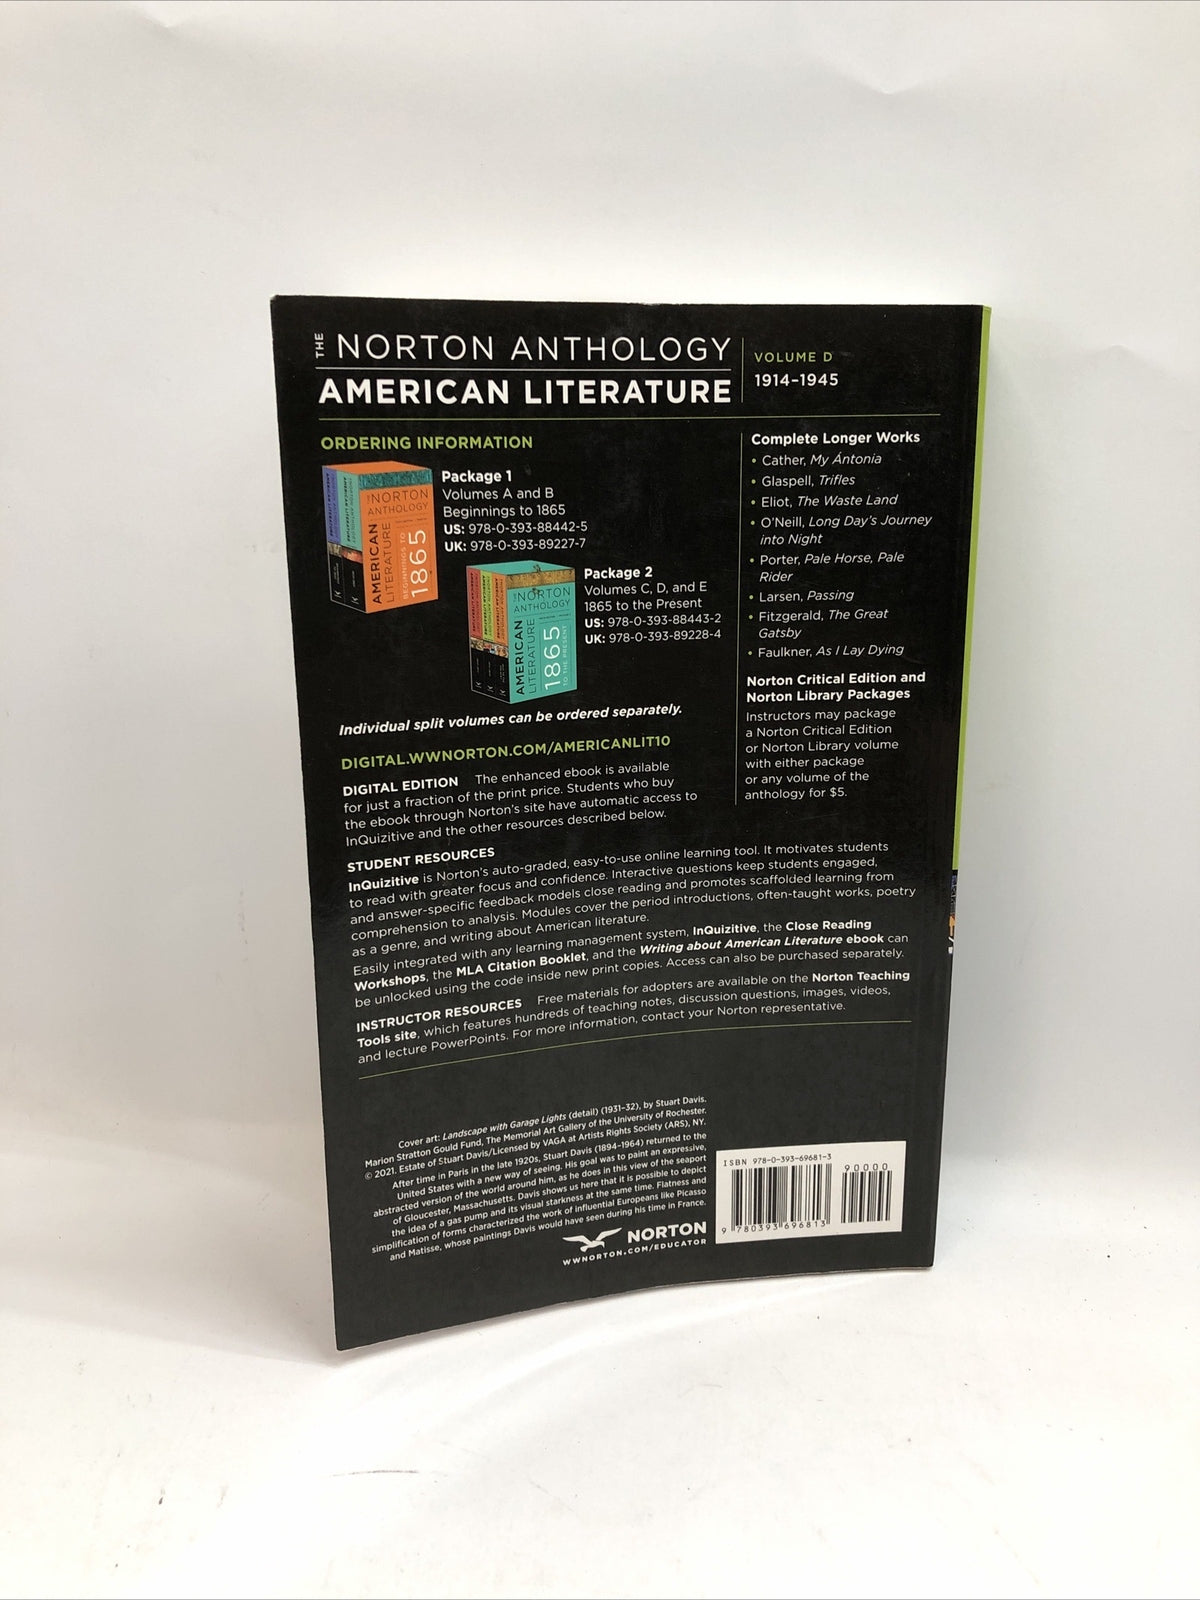 THE NORTON ANTHOLOGY
AMERICAN LITERATURE
VOLUME D
1914–1945
ORDERING INFORMATION
THE NORTON
ANTHOLOGY
AMERICAN
LITERATURE
BEGINNINGS TO
1865
Package 1
Volumes A and B
Beginnings to 1865
US: 978-0-393-88442-5
UK: 978-0-393-89227-7
THE NORTON
ANTHOLOGY
AMERICAN
LITERATURE
1865
TO THE PRESENT
Package 2
Volumes C, D, and E
1865 to the Present
US: 978-0-393-88443-2
UK: 978-0-393-89228-4
Individual split volumes can be ordered separately.
DIGITAL.WWNORTON.COM/AMERICANLIT10
DIGITAL EDITION The enhanced ebook is available
for just a fraction of the print price. Students who buy
the ebook through Norton's site have automatic access to
InQuizitive and the other resources described below.
Complete Longer Works
• Cather, My Ántonia
• Glaspell, Trifles
• Eliot, The Waste Land
• O'Neill, Long Day's Journey
into Night
• Porter, Pale Horse, Pale
Rider
• Larsen, Passing
• Fitzgerald, The Great
Gatsby
• Faulkner, As I Lay Dying
Norton Critical Edition and
Norton Library Packages
Instructors may package
a Norton Critical Edition
or Norton Library volume
with either package
or any volume of the
anthology for $5.
STUDENT RESOURCES
InQuizitive is Norton's auto-graded, easy-to-use online learning tool. It motivates students
to read with greater focus and confidence. Interactive questions keep students engaged,
and answer-specific feedback models close reading and promotes scaffolded learning from
comprehension to analysis. Modules cover the period introductions, often-taught works, poetry
as a genre, and writing about American literature.
Easily integrated with any learning management system, InQuizitive, the Close Reading
Workshops, the MLA Citation Booklet, and the Writing about American Literature ebook can
be unlocked using the code inside new print copies. Access can also be purchased separately.
INSTRUCTOR RESOURCES Free materials for adopters are available on the Norton Teaching
Tools site, which features hundreds of teaching notes, discussion questions, images, videos,
and lecture PowerPoints. For more information, contact your Norton representative.
Cover art: Landscape with Garage Lights (detail) (1931–32), by Stuart Davis.
Marion Stratton Gould Fund, The Memorial Art Gallery of the University of Rochester.
© 2021. Estate of Stuart Davis/Licensed by VAGA at Artists Rights Society (ARS), NY.
After time in Paris in the late 1920s, Stuart Davis (1894–1964) returned to the
United States with a new way of seeing. His goal was to paint an expressive,
abstracted version of the world around him, as he does in this view of the seaport
of Gloucester, Massachusetts. Davis shows us here that it is possible to depict
the idea of a gas pump and its visual starkness at the same time. Flatness and
simplification of forms characterized the work of influential Europeans like Picasso
and Matisse, whose paintings Davis would have seen during his time in France.
NORTON
WWNORTON.COM/EDUCATOR
ISBN 978-0-393-69681-3
90000
9 780393 696813